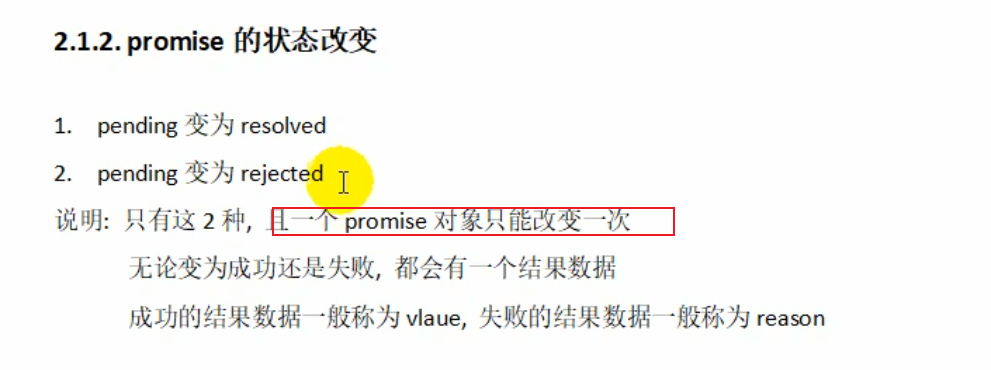 2.1.2. promise 的状态改变
1. pending 变为 resolved
2. pending 变为 rejected
说明: 只有这 2 种, 且一个 promise 对象只能改变一次
无论变为成功还是失败, 都会有一个结果数据
成功的结果数据一般称为 vlaue, 失败的结果数据一般称为 reason